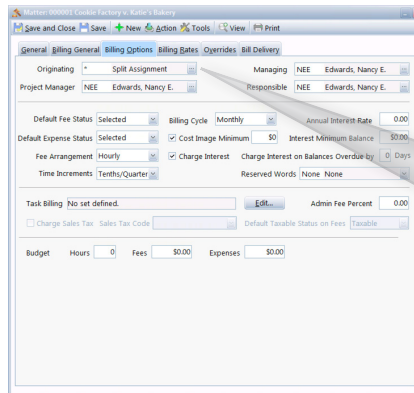 Matter: 000001 Cookie Factory v. Katie's Bakery
Save and Close Save New Action Tools View Print
General Billing General Billing Options Billing Rates Overrides Bill Delivery
Originating * Split Assignment Managing NEE Edwards, Nancy E.
Project Manager NEE Edwards, Nancy E. Responsible NEE Edwards, Nancy E.
Default Fee Status Selected Billing Cycle Monthly Annual Interest Rate 0.00
Default Expense Status Selected Cost Image Minimum $0 Interest Minimum Balance $0.00
Fee Arrangement Hourly Charge Interest Charge Interest on Balances Overdue by 0 Days
Time Increments Tenths/Quarter Reserved Words None None
Task Billing No set defined. Edit... Admin Fee Percent 0.00
Charge Sales Tax Sales Tax Code Default Taxable Status on Fees Taxable
Budget Hours 0 Fees $0.00 Expenses $0.00